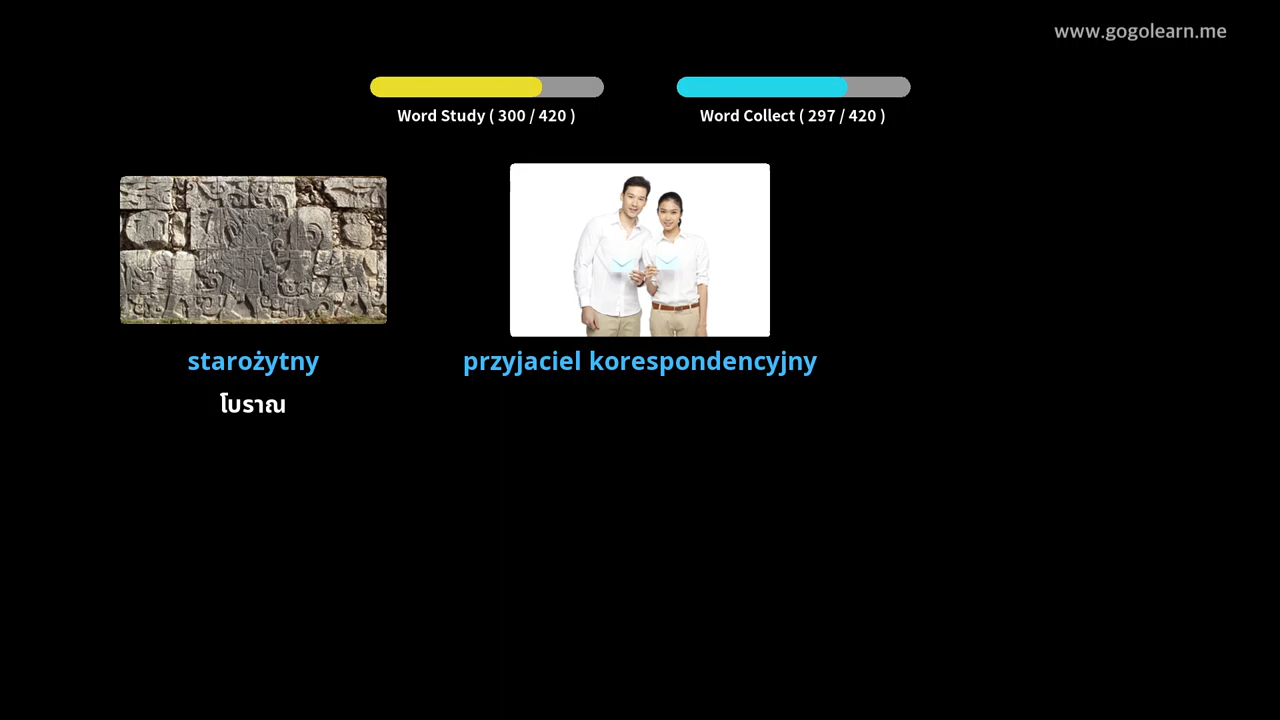 www.gogolearn.me
Word Study ( 300 / 420 )
Word Collect ( 297 / 420 )
starożytny
โบราณ
przyjaciel korespondencyjny